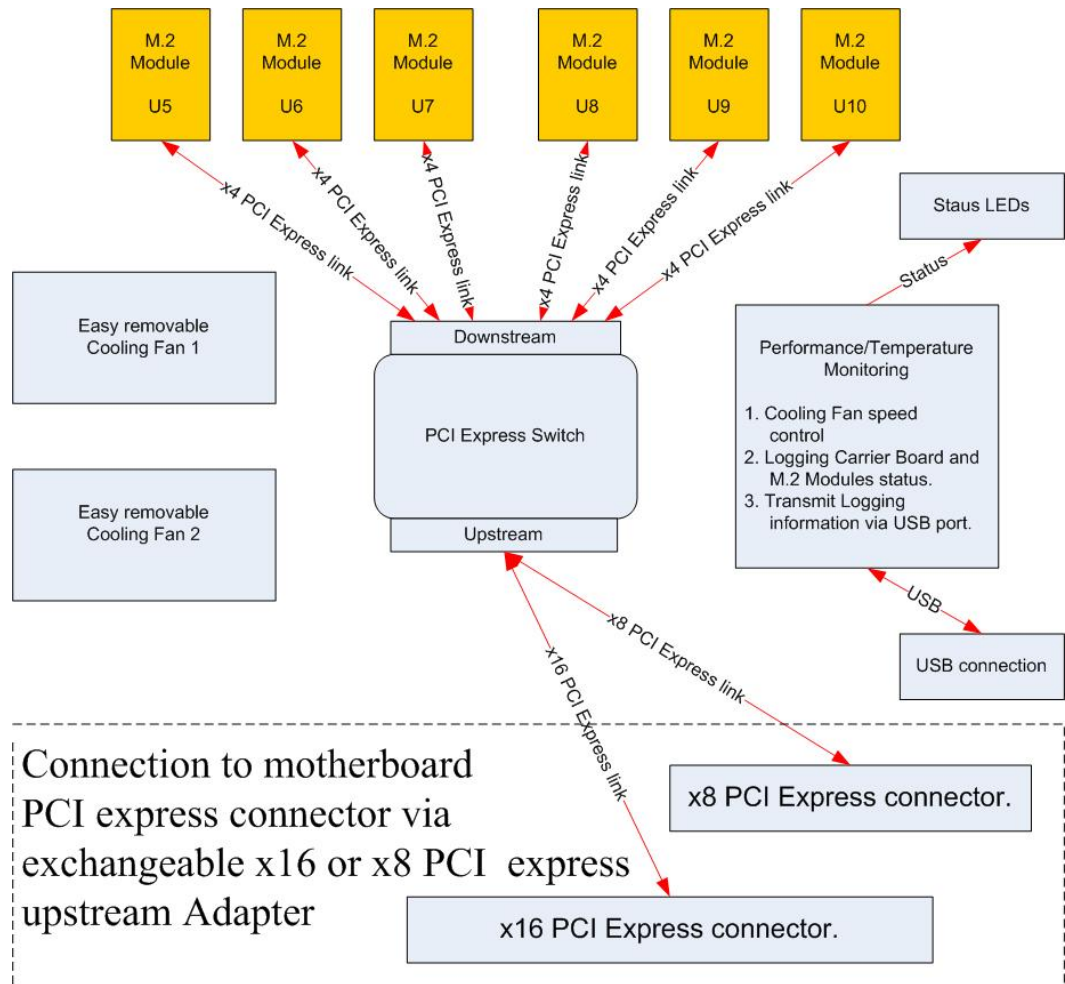 M.2
Module
U5
M.2
Module
U6
M.2
Module
U7
M.2
Module
U8
M.2
Module
U9
M.2
Module
U10
x4 PCI Express link
x4 PCI Express link
x4 PCI Express link
x4 PCI Express link
x4 PCI Express link
x4 PCI Express link
Staus LEDs
Status
Easy removable
Cooling Fan 1
Downstream
PCI Express Switch
Upstream
Performance/Temperature
Monitoring
1. Cooling Fan speed
control
2. Logging Carrier Board and
M.2 Modules status.
3. Transmit Logging
information via USB port.
Easy removable
Cooling Fan 2
USB
USB connection
x8 PCI Express link
x16 PCI Express link
Connection to motherboard
PCI express connector via
exchangeable x16 or x8 PCI express
upstream Adapter
x8 PCI Express connector.
x16 PCI Express connector.